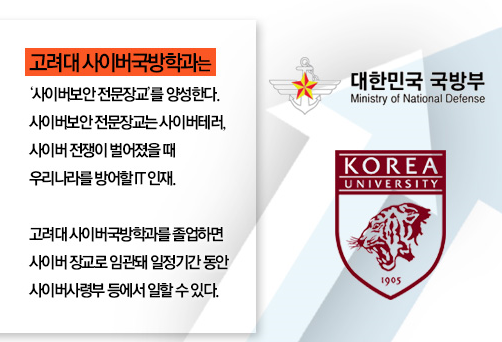 고려대 사이버국방학과는
‘사이버보안 전문장교’를 양성한다.
사이버보안 전문장교는 사이버테러,
사이버 전쟁이 벌어졌을 때
우리나라를 방어할 IT 인재.
고려대 사이버국방학과를 졸업하면
사이버 장교로 임관돼 일정기간 동안
사이버사령부 등에서 일할 수 있다.
대한민국 국방부
Ministry of National Defense
KOREA
UNIVERSITY
1905